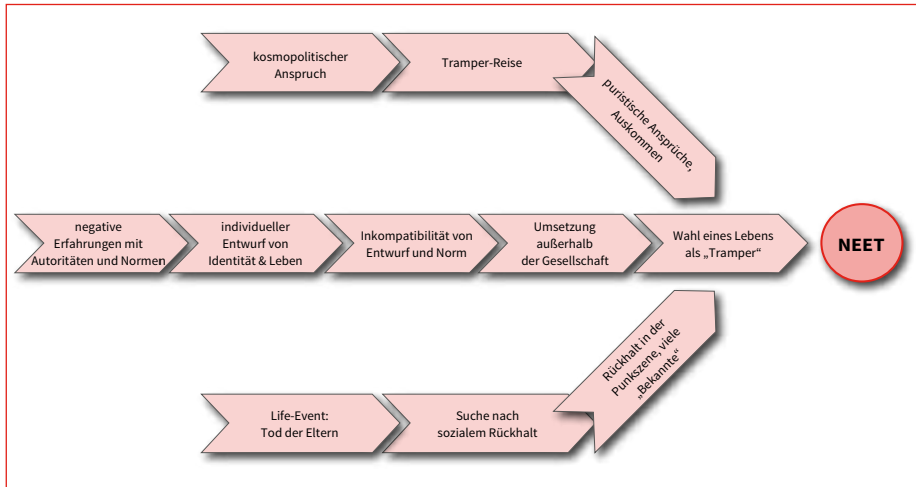 kosmopolitischer
Anspruch
Tramper-Reise
puristische Ansprüche,
Auskommen
negative
Erfahrungen mit
Autoritäten und Normen
individueller
Entwurf von
Identität & Leben
Inkompatibilität von
Entwurf und Norm
Umsetzung
außerhalb
der Gesellschaft
Wahl eines Lebens
als „Tramper“
NEET
Life-Event:
Tod der Eltern
Suche nach
sozialem Rückhalt
Rückhalt in der
Punkszene, viele
„Bekannte“